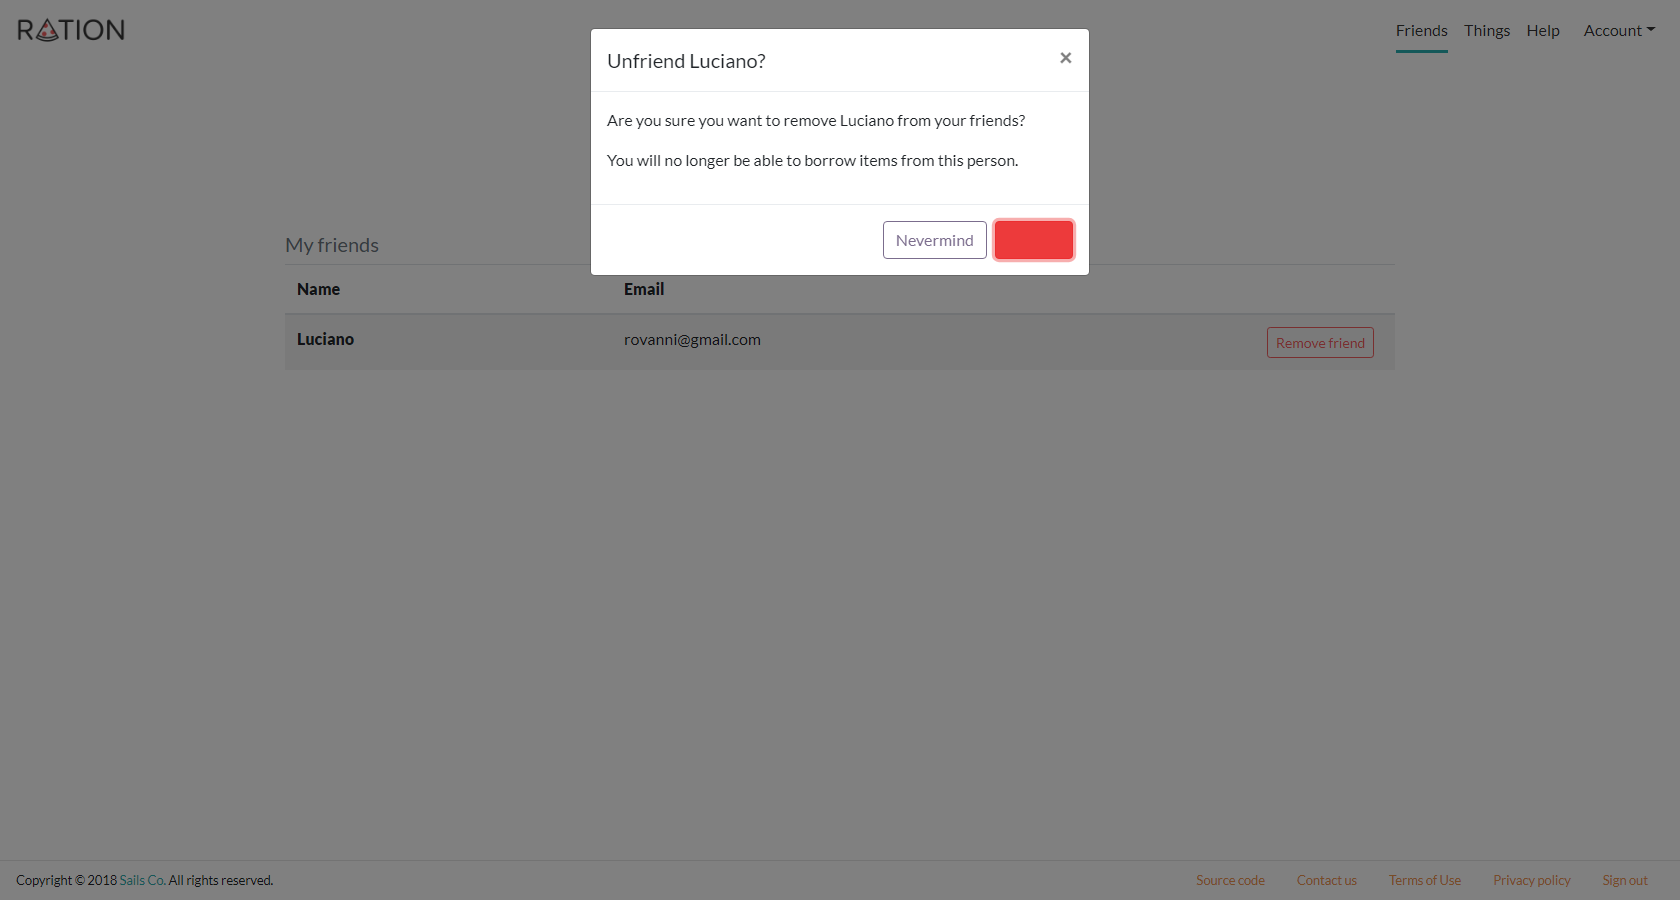 RATION
Friends Things Help Account
Unfriend Luciano?
×
Are you sure you want to remove Luciano from your friends?
You will no longer be able to borrow items from this person.
Nevermind
My friends
Name Email
Luciano rovanni@gmail.com Remove friend
Copyright © 2018 Sails Co. All rights reserved. Source code Contact us Terms of Use Privacy policy Sign out